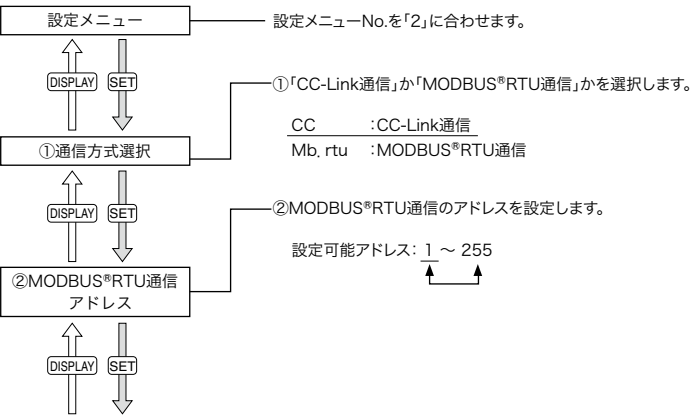 設定メニュー
設定メニューNo.を「2」に合わせます。
DISPLAY SET
①「CC-Link通信」か「MODBUS®RTU通信」かを選択します。
CC :CC-Link通信
①通信方式選択
Mb. rtu :MODBUS®RTU通信
DISPLAY SET
②MODBUS®RTU通信のアドレスを設定します。
設定可能アドレス: 1 ～ 255
②MODBUS®RTU通信
アドレス
DISPLAY SET